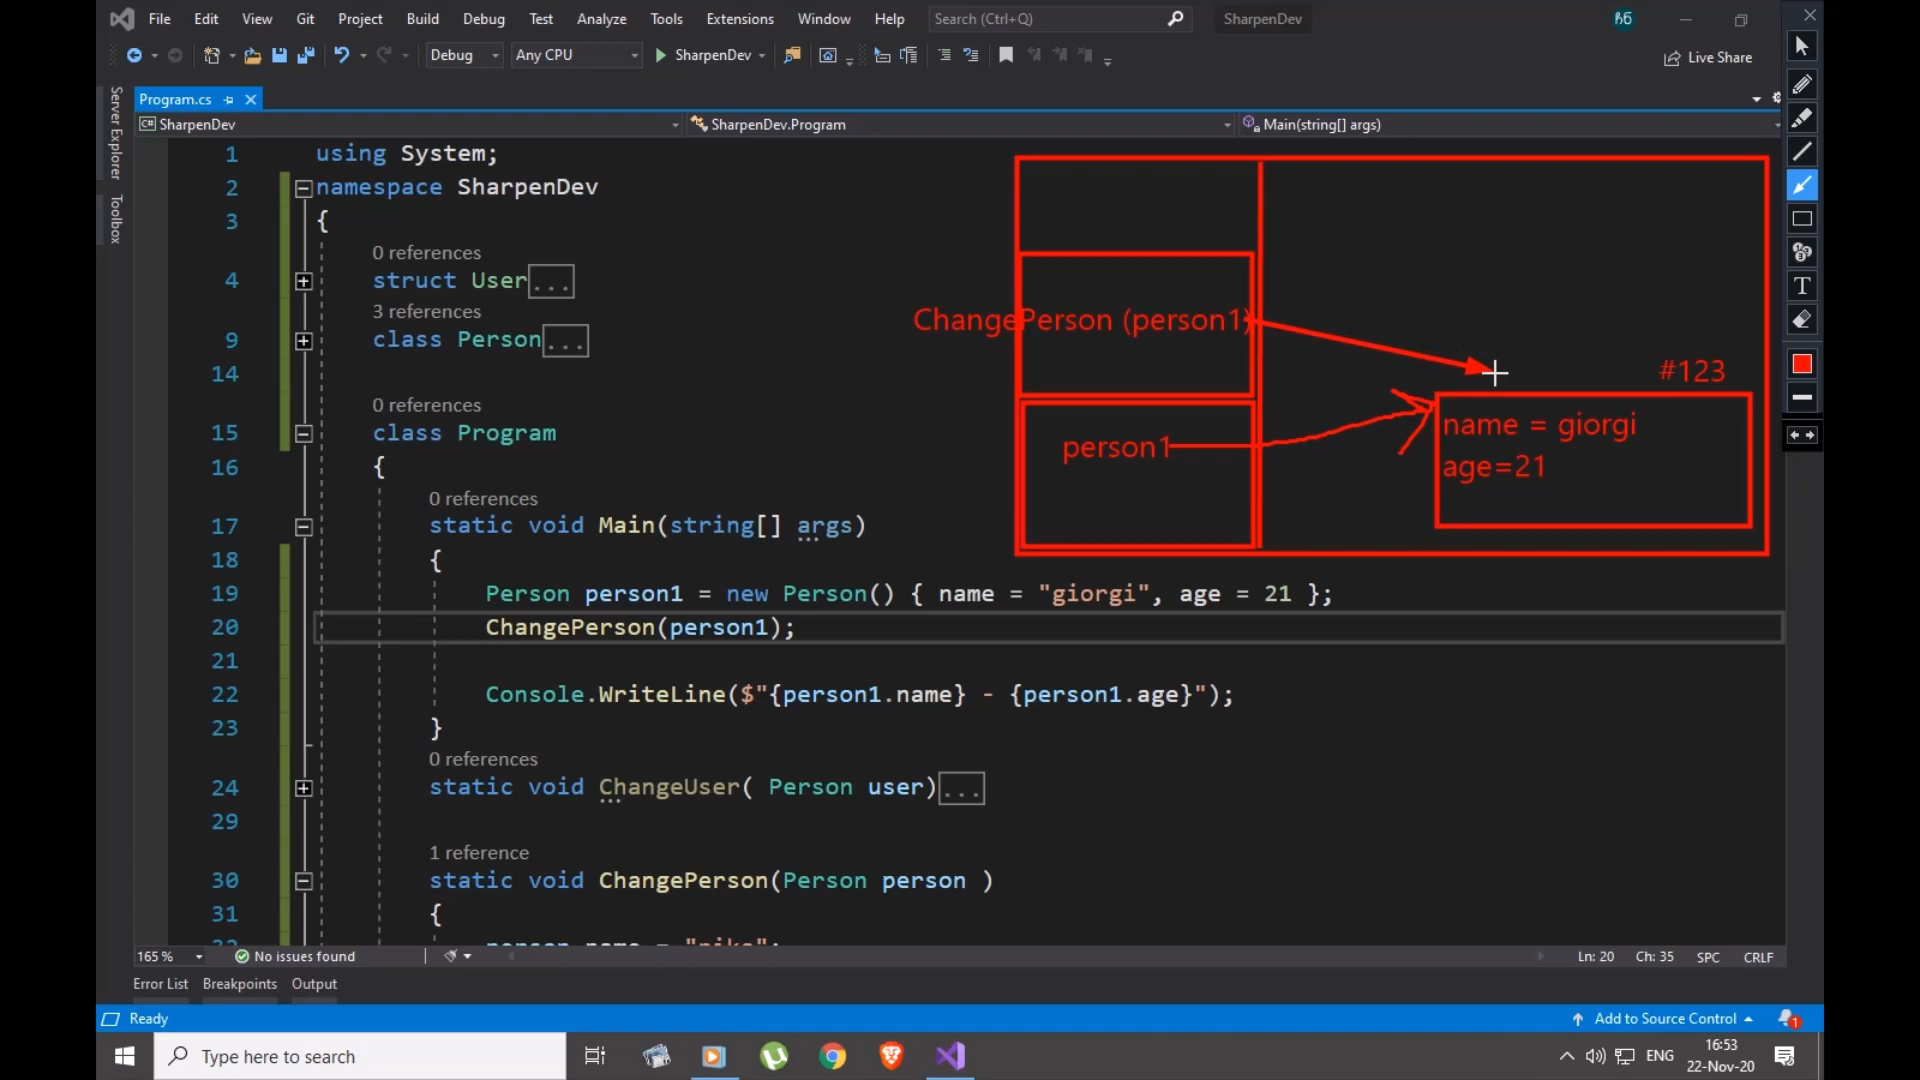 File Edit View Git Project Build Debug Test Analyze Tools Extensions Window Help Search (Ctrl+Q) SharpenDev
Debug Any CPU SharpenDev Live Share
Server Explorer
Toolbox
Program.cs
C# SharpenDev SharpenDev.Program Main(string[] args)
1 using System;
2 namespace SharpenDev
3 {
0 references
4 struct User...
3 references
9 class Person...
14
0 references
15 class Program
16 {
0 references
17 static void Main(string[] args)
18 {
19 Person person1 = new Person() { name = "giorgi", age = 21 };
20 ChangePerson(person1);
21
22 Console.WriteLine($"{person1.name} - {person1.age}");
23 }
0 references
24 static void ChangeUser( Person user)...
29
1 reference
30 static void ChangePerson(Person person )
31 {
ChangePerson (person1)
#123
person1
name = giorgi
age=21
165 % No issues found Ln: 20 Ch: 35 SPC CRLF
Error List Breakpoints Output
Ready Add to Source Control 1
Type here to search ENG 16:53
22-Nov-20